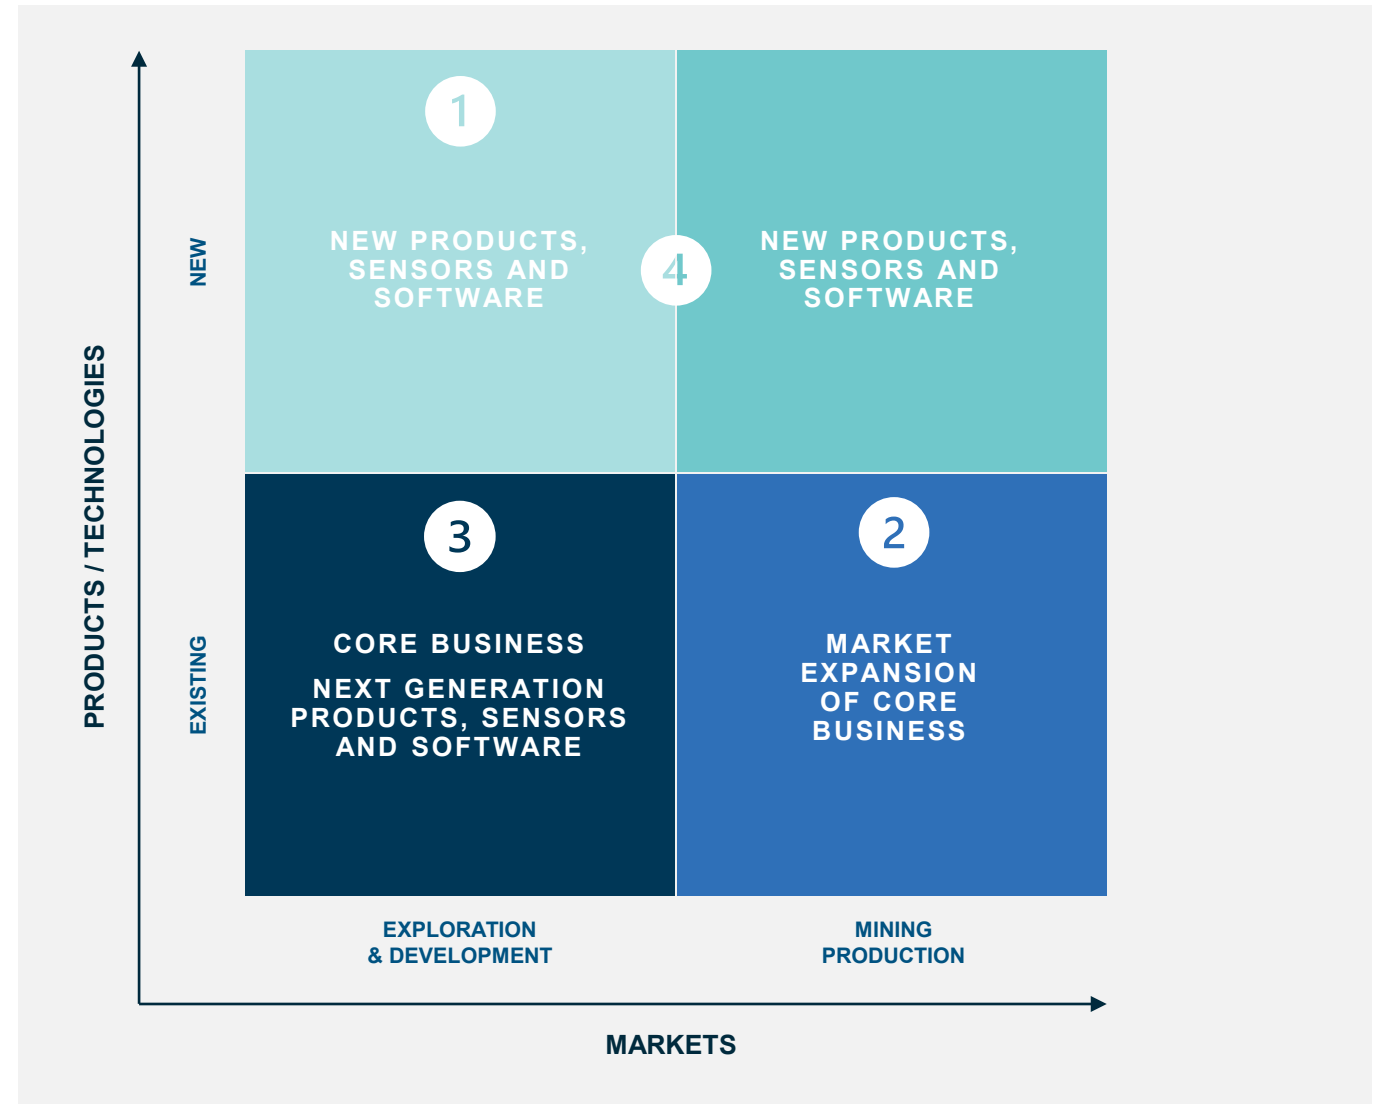 PRODUCTS / TECHNOLOGIES
NEW
EXISTING
1
NEW PRODUCTS,
SENSORS AND
SOFTWARE
4
NEW PRODUCTS,
SENSORS AND
SOFTWARE
3
CORE BUSINESS
NEXT GENERATION
PRODUCTS, SENSORS
AND SOFTWARE
2
MARKET
EXPANSION
OF CORE
BUSINESS
EXPLORATION
& DEVELOPMENT
MINING
PRODUCTION
MARKETS